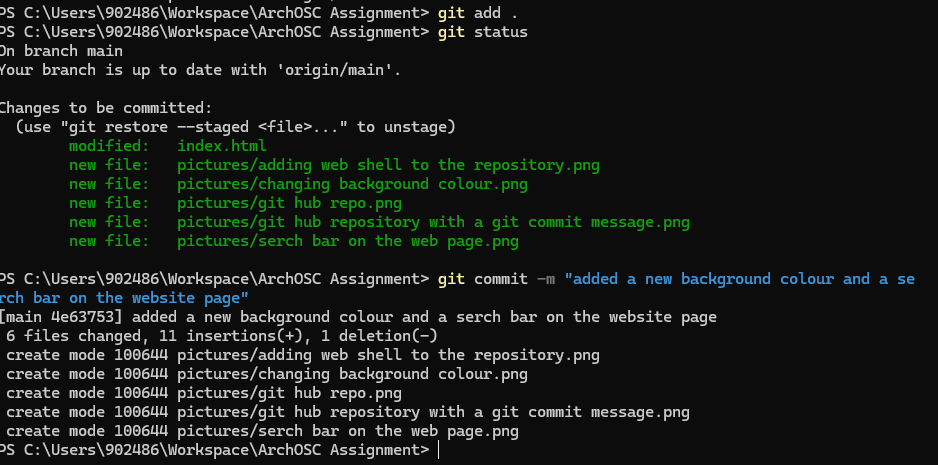 PS C:\Users\902486\Workspace\ArchOSC Assignment> git add .
PS C:\Users\902486\Workspace\ArchOSC Assignment> git status
On branch main
Your branch is up to date with 'origin/main'.
Changes to be committed:
(use "git restore --staged <file>..." to unstage)
modified: index.html
new file: pictures/adding web shell to the repository.png
new file: pictures/changing background colour.png
new file: pictures/git hub repo.png
new file: pictures/git hub repository with a git commit message.png
new file: pictures/serch bar on the web page.png
PS C:\Users\902486\Workspace\ArchOSC Assignment> git commit -m "added a new background colour and a se
rch bar on the website page"
[main 4e63753] added a new background colour and a serch bar on the website page
6 files changed, 11 insertions(+), 1 deletion(-)
create mode 100644 pictures/adding web shell to the repository.png
create mode 100644 pictures/changing background colour.png
create mode 100644 pictures/git hub repo.png
create mode 100644 pictures/git hub repository with a git commit message.png
create mode 100644 pictures/serch bar on the web page.png
PS C:\Users\902486\Workspace\ArchOSC Assignment>